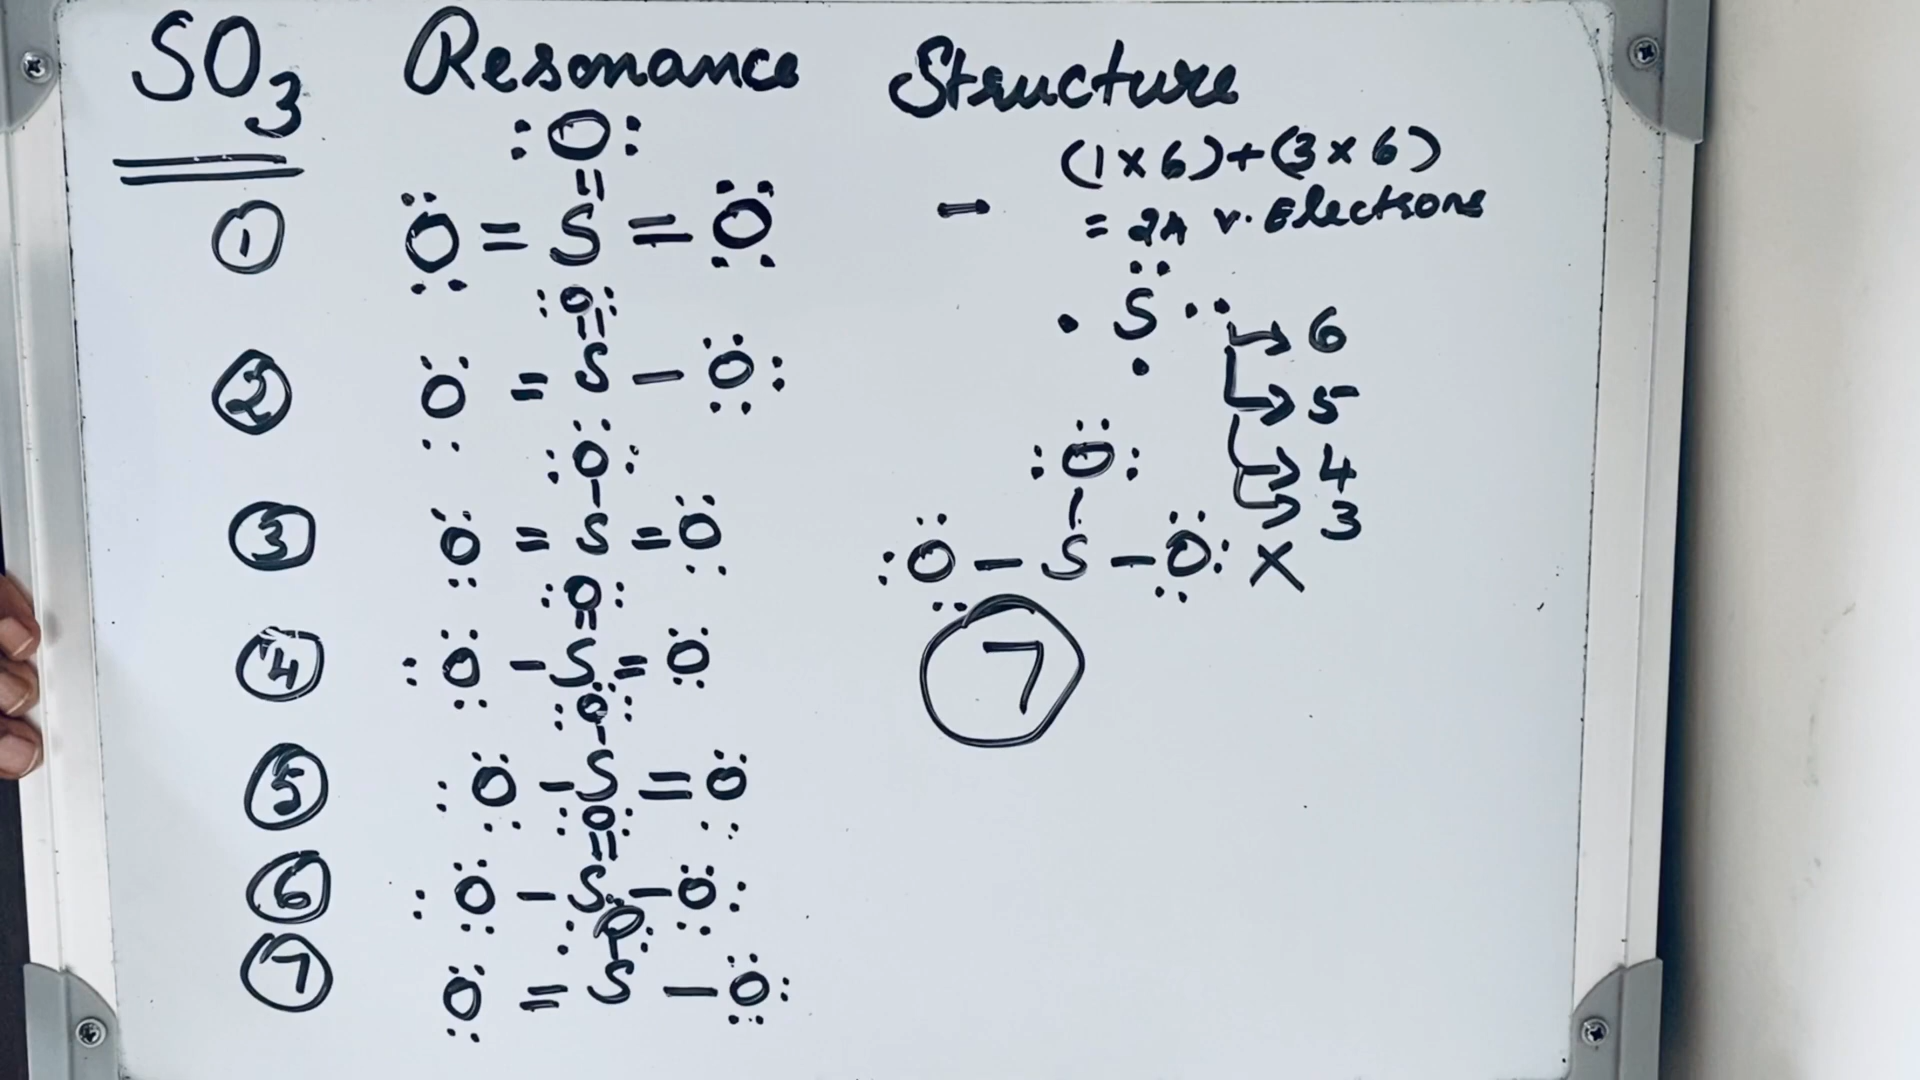 SO3 Resonance Structure
(1 x 6) + (3 x 6)
= 24 v. Electrons
①
:O:
||
O = S = O
②
:O:
||
O = S - O:
③
:O:
|
O = S = O
④
:O:
||
:O - S = O
⑤
:O:
|
:O - S = O
⑥
:O:
||
:O - S - O:
⑦
:O:
|
O = S - O:
S
6
5
4
3
:O:
|
:O - S - O: X
7